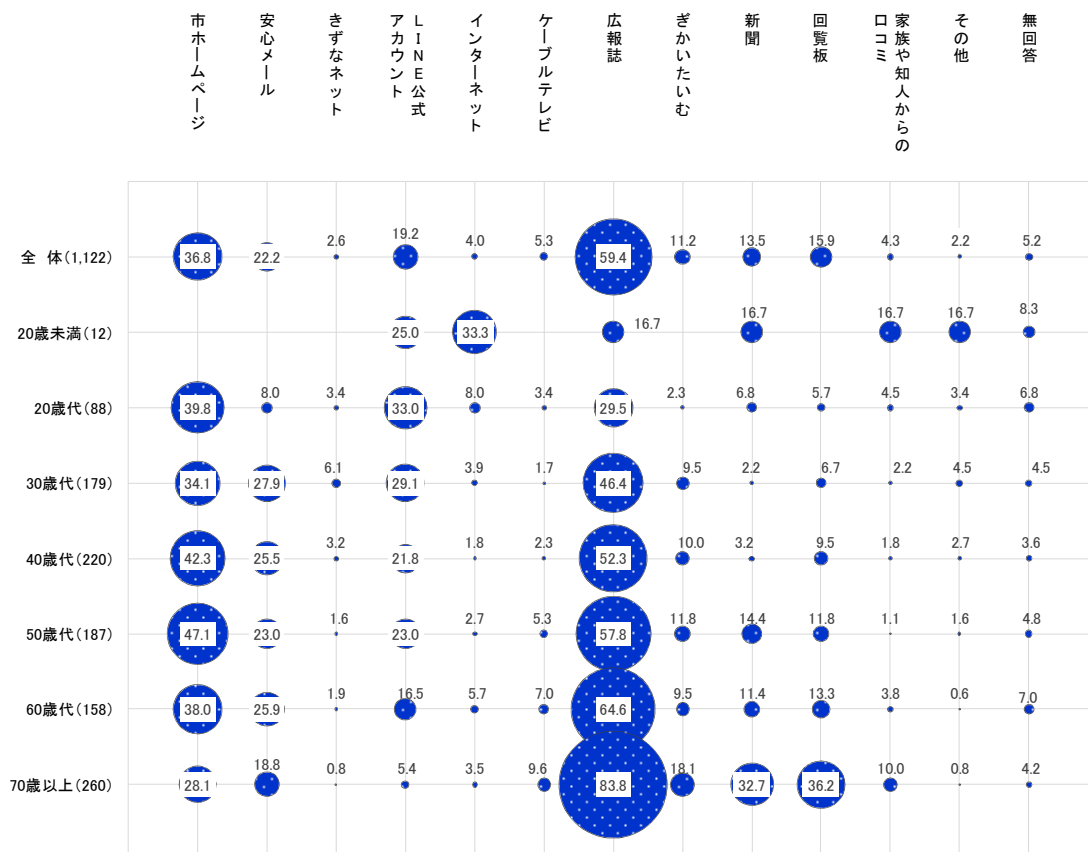 市ホームページ
安心メール
きずなネット
LINE公式
アカウント
インターネット
ケーブルテレビ
広報誌
ぎかいたいむ
新聞
回覧板
家族や知人からの
口コミ
その他
無回答
全 体(1,122) 36.8 22.2 2.6 19.2 4.0 5.3 59.4 11.2 13.5 15.9 4.3 2.2 5.2
20歳未満(12) 25.0 33.3 16.7 16.7 16.7 16.7 8.3
20歳代(88) 39.8 8.0 3.4 33.0 8.0 3.4 29.5 2.3 6.8 5.7 4.5 3.4 6.8
30歳代(179) 34.1 27.9 6.1 29.1 3.9 1.7 46.4 9.5 2.2 6.7 2.2 4.5 4.5
40歳代(220) 42.3 25.5 3.2 21.8 1.8 2.3 52.3 10.0 3.2 9.5 1.8 2.7 3.6
50歳代(187) 47.1 23.0 1.6 23.0 2.7 5.3 57.8 11.8 14.4 11.8 1.1 1.6 4.8
60歳代(158) 38.0 25.9 1.9 16.5 5.7 7.0 64.6 9.5 11.4 13.3 3.8 0.6 7.0
70歳以上(260) 28.1 18.8 0.8 5.4 3.5 9.6 83.8 18.1 32.7 36.2 10.0 0.8 4.2